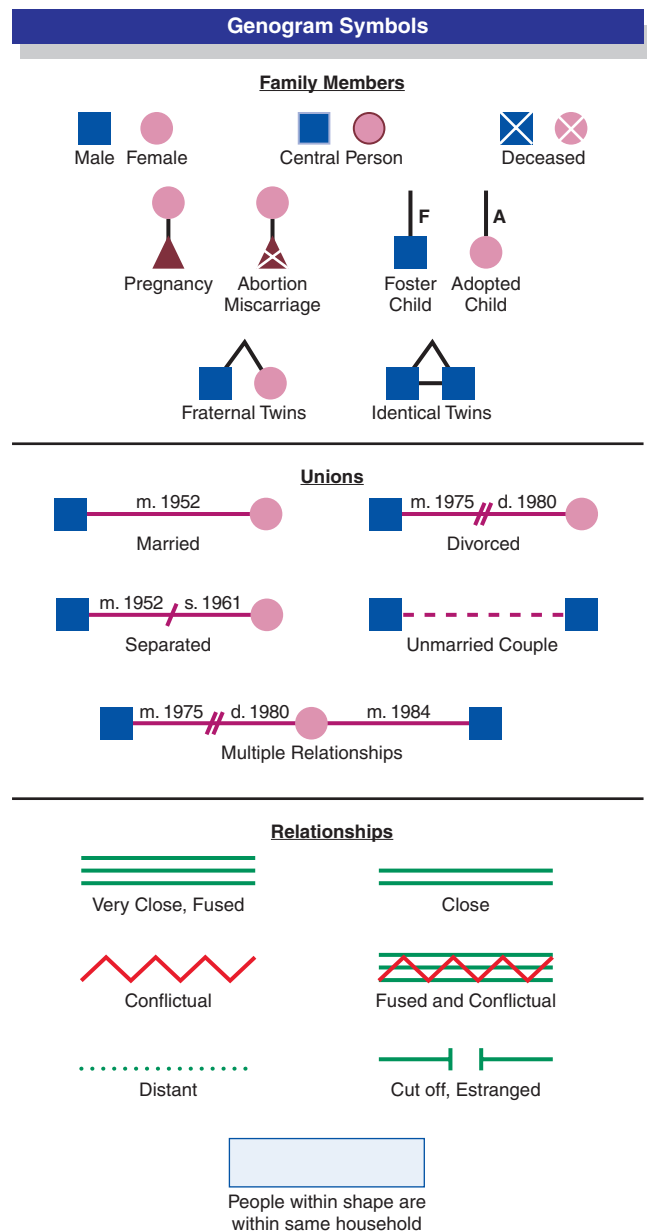 Genogram Symbols
Family Members
Male Female
Central Person
Deceased
F
A
Pregnancy
Abortion
Miscarriage
Foster
Child
Adopted
Child
Fraternal Twins
Identical Twins
Unions
m. 1952
Married
m. 1975 d. 1980
Divorced
m. 1952 s. 1961
Separated
Unmarried Couple
m. 1975 d. 1980 m. 1984
Multiple Relationships
Relationships
Very Close, Fused
Close
Conflictual
Fused and Conflictual
Distant
Cut off, Estranged
People within shape are
within same household